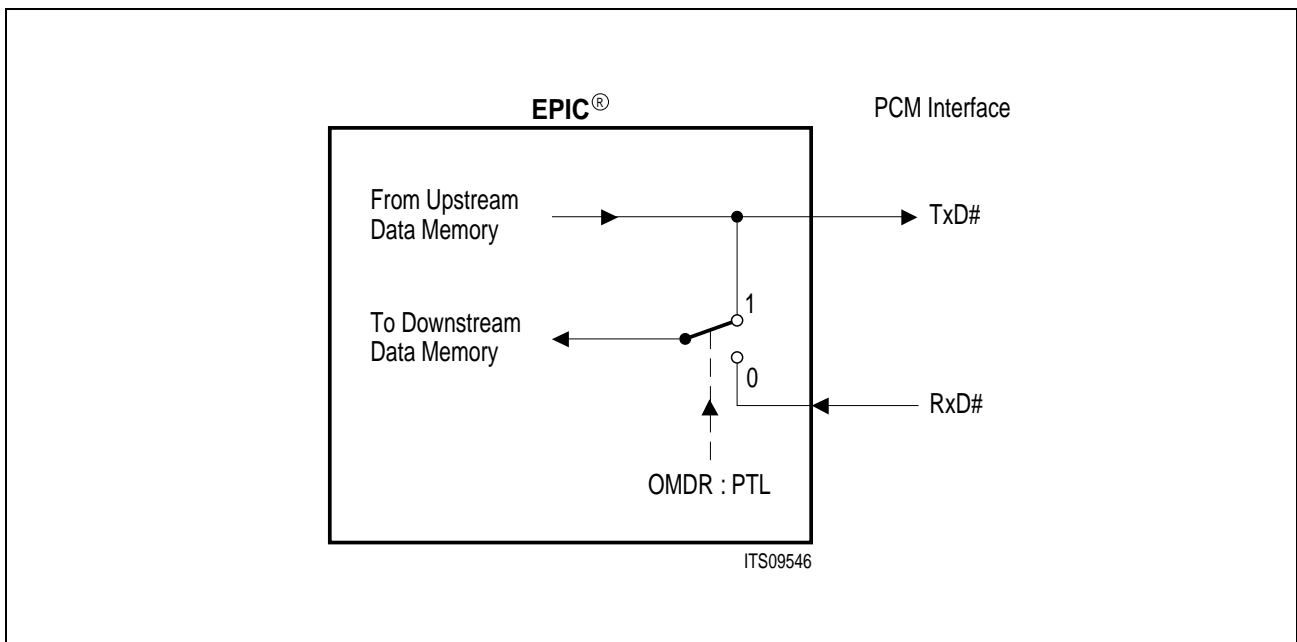 EPIC®
PCM Interface
From Upstream
Data Memory
TxD#
1
To Downstream
Data Memory
0
RxD#
OMDR : PTL
ITS09546